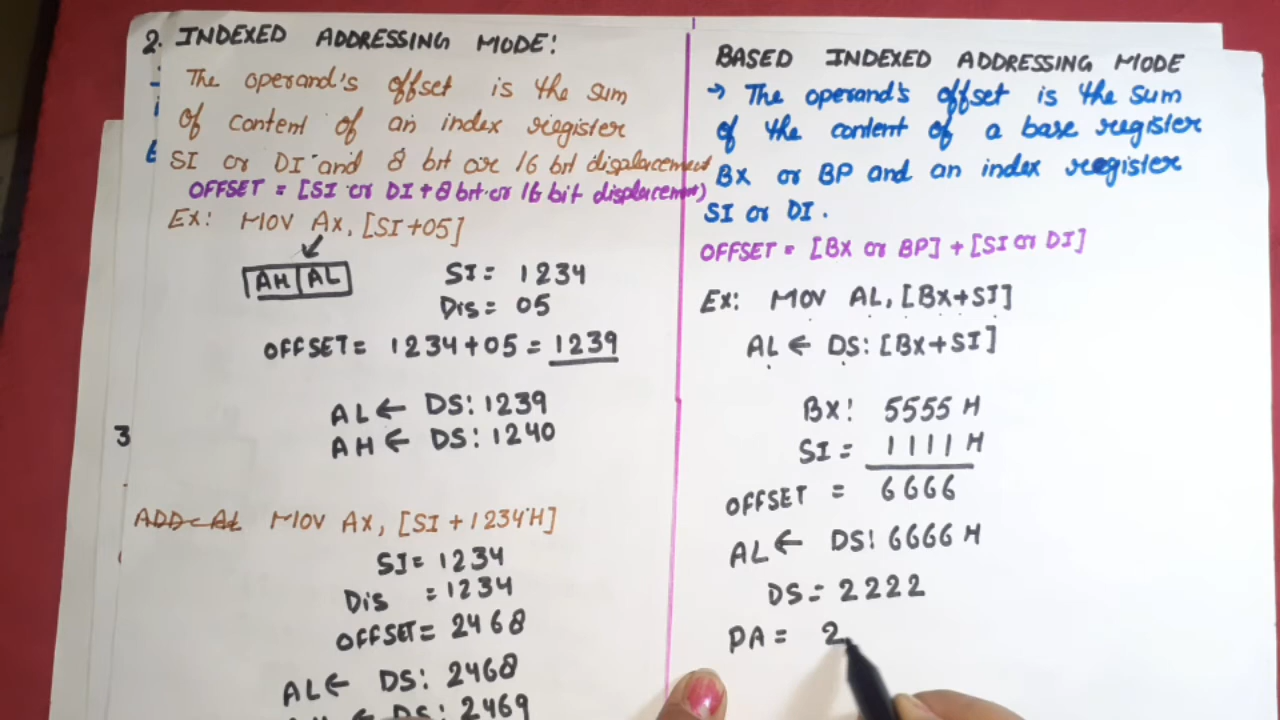 2. INDEXED ADDRESSING MODE:
The operand's offset is the sum
of content of an index register
SI or DI and 8 bit or 16 bit displacement
OFFSET = [SI or DI + 8 bit or 16 bit displacement]
Ex: MOV AX, [SI+05]
AH AL
SI = 1234
Dis = 05
OFFSET = 1234+05 = 1239
AL ← DS: 1239
AH ← DS: 1240
3
ADD AL MOV AX, [SI + 1234H]
SI = 1234
Dis = 1234
OFFSET = 2468
AL ← DS: 2468
AH ← DS: 2469
BASED INDEXED ADDRESSING MODE
→ The operand's offset is the sum
of the content of a base register
BX or BP and an index register
SI or DI.
OFFSET = [BX or BP] + [SI or DI]
Ex: MOV AL, [BX+SI]
AL ← DS: [BX+SI]
BX: 5555 H
SI = 1111 H
OFFSET = 6666
AL ← DS: 6666 H
DS = 2222
PA = 2